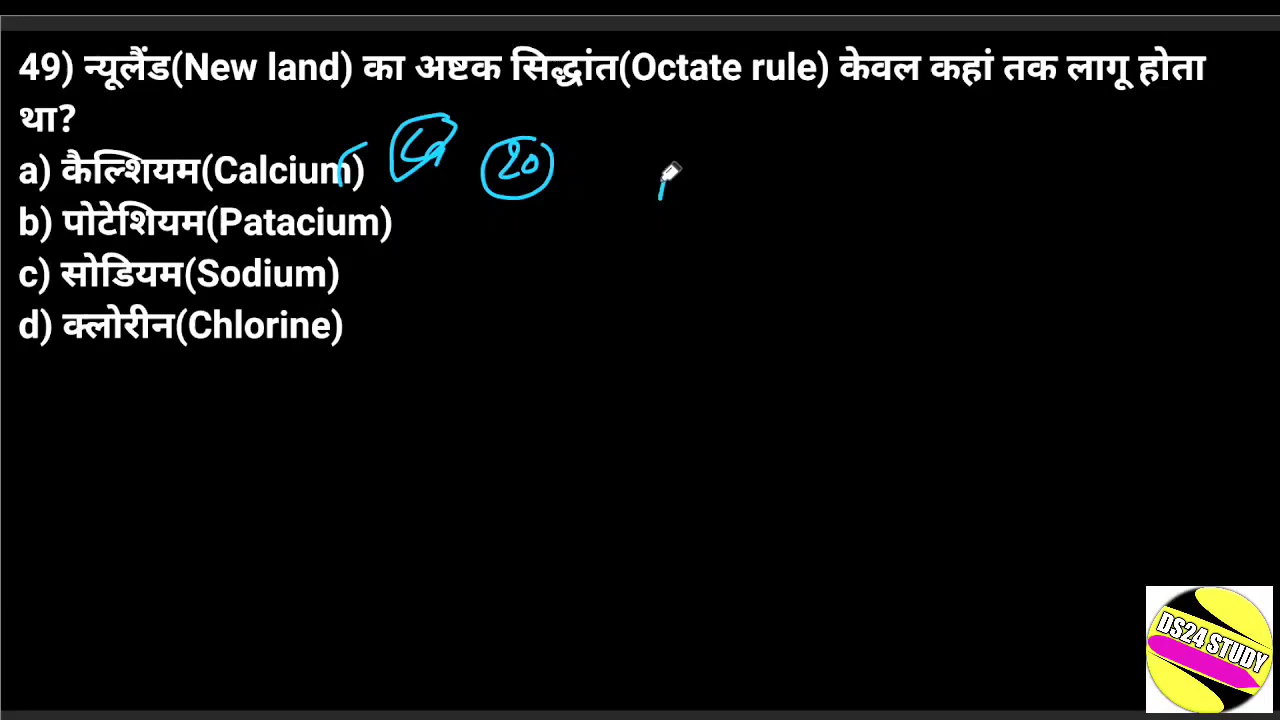 49) न्यूलैंड(New land) का अष्टक सिद्धांत(Octate rule) केवल कहां तक लागू होता
था?
a) कैल्शियम(Calcium)
Ca 20
b) पोटेशियम(Patacium)
c) सोडियम(Sodium)
d) क्लोरीन(Chlorine)
DS24 STUDY